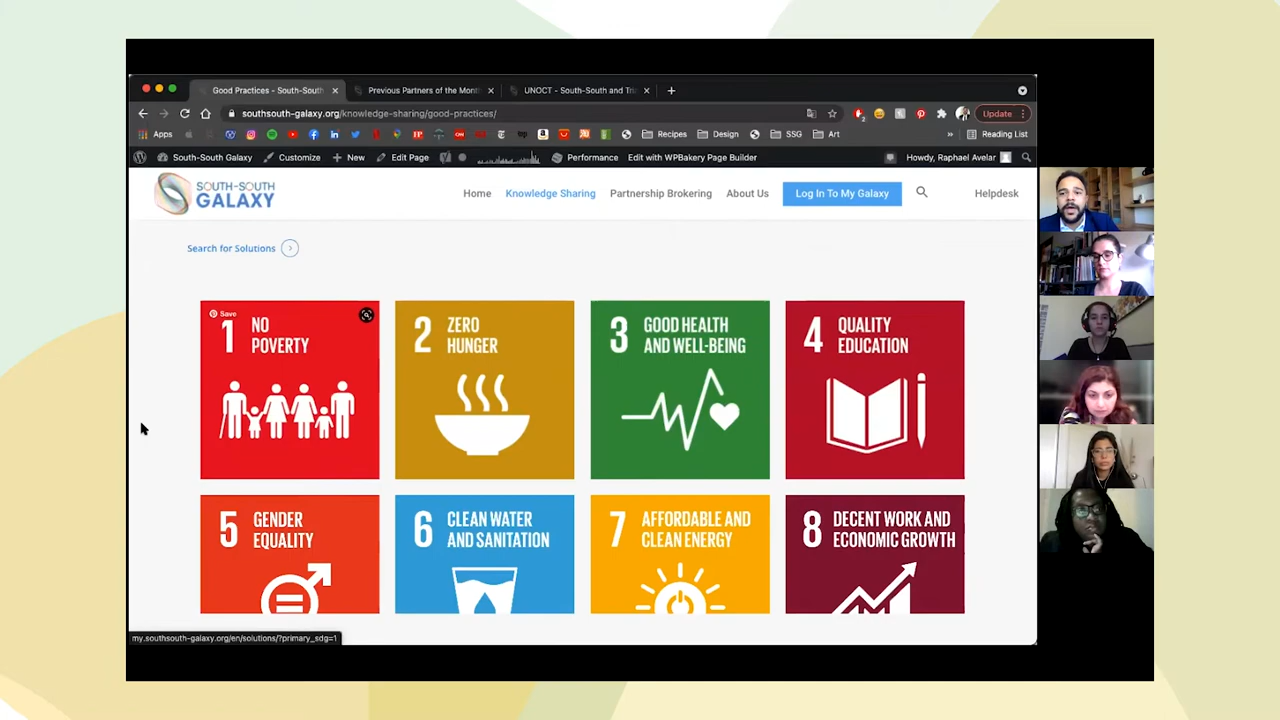 Good Practices - South-South
Previous Partners of the Mont
UNOCT - South-South and Tri
southsouth-galaxy.org/knowledge-sharing/good-practices/
Update
Apps
Recipes
Design
SSG
Art
»
Reading List
South-South Galaxy
Customize
New
Edit Page
Performance
Edit with WPBakery Page Builder
Howdy, Raphael Avelar
SOUTH-SOUTH
GALAXY
Home
Knowledge Sharing
Partnership Brokering
About Us
Log In To My Galaxy
Helpdesk
Search for Solutions
Save
1 NO
POVERTY
2 ZERO
HUNGER
3 GOOD HEALTH
AND WELL-BEING
4 QUALITY
EDUCATION
5 GENDER
EQUALITY
6 CLEAN WATER
AND SANITATION
7 AFFORDABLE AND
CLEAN ENERGY
8 DECENT WORK AND
ECONOMIC GROWTH
my.southsouth-galaxy.org/en/solutions/?primary_sdg=1